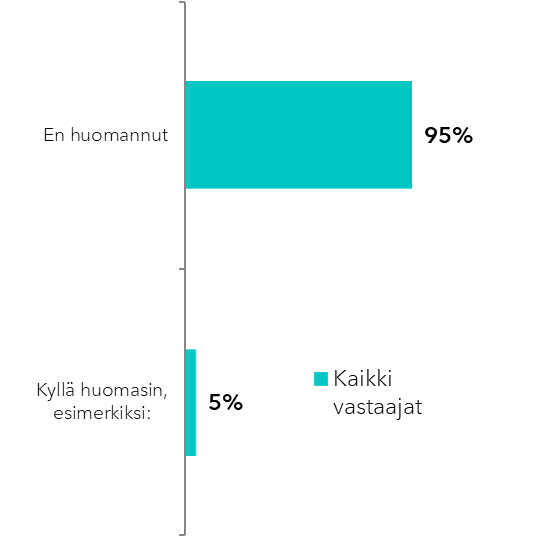 En huomannut
95%
Kyllä huomasin,
esimerkiksi:
5%
Kaikki
vastaajat